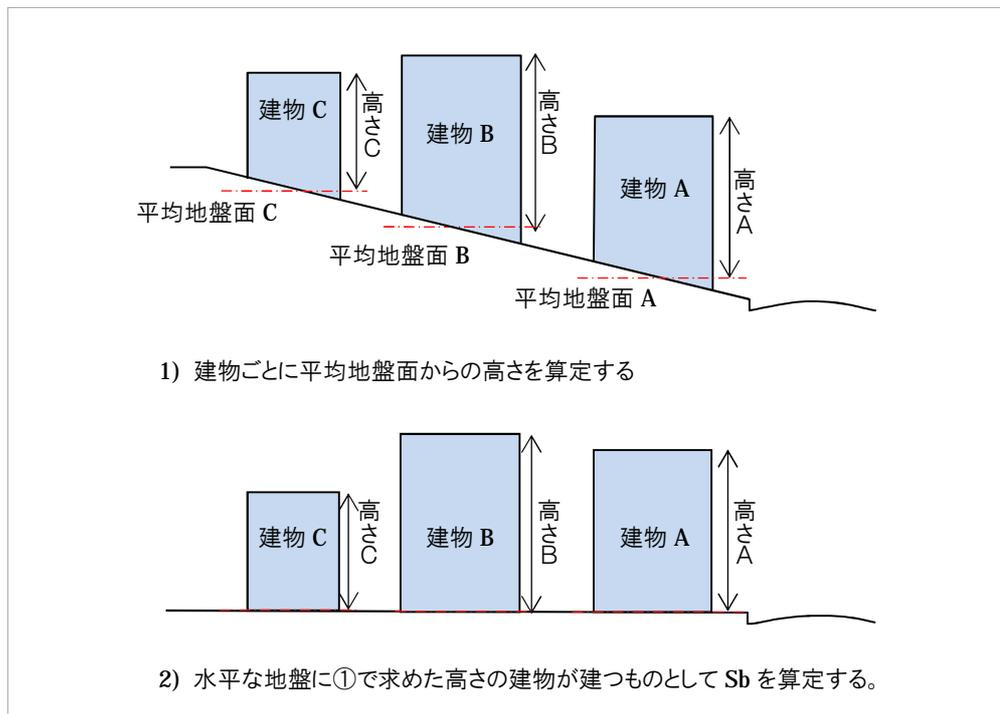 建物 C
高さC
建物 B
高さB
建物 A
高さA
平均地盤面 C
平均地盤面 B
平均地盤面 A
1) 建物ごとに平均地盤面からの高さを算定する
建物 C
高さC
建物 B
高さB
建物 A
高さA
2) 水平な地盤に①で求めた高さの建物が建つものとして Sb を算定する。